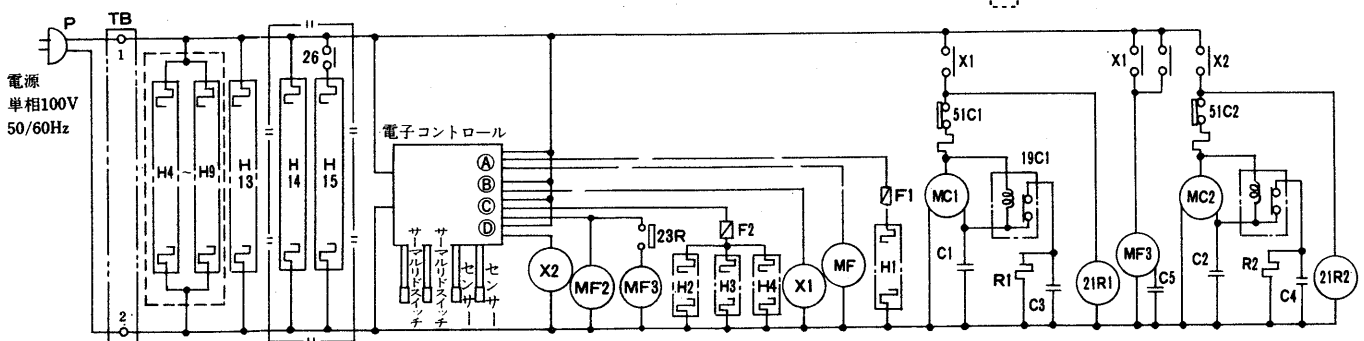 P
TB
1
電源
単相100V
50/60Hz
2
H4
～
H9
H
13
H
14
26
H
15
電子コントロール
Ⓐ
Ⓑ
Ⓒ
Ⓓ
サーマルリードスイッチ
サーマルリードスイッチ
センサー
センサー
X2
MF2
23R
MF3
F2
H2
H3
H4
X1
MF
F1
H1
X1
51C1
MC1
19C1
C1
R1
C3
21R1
X1
MF3
C5
X2
51C2
MC2
C2
R2
C4
21R2